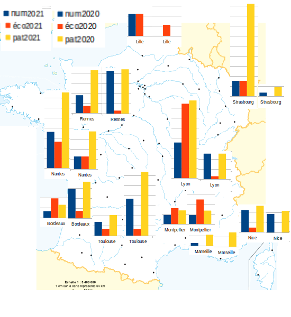 num2021 num2020
éco2021 éco2020
pat2021 pat2020
Lille Lille
Strasbourg Strasbourg
Rennes Rennes
Nantes Nantes
Lyon Lyon
Bordeaux Bordeaux
Montpellier Montpellier
Nice Nice
Toulouse Toulouse
Marseille Marseille